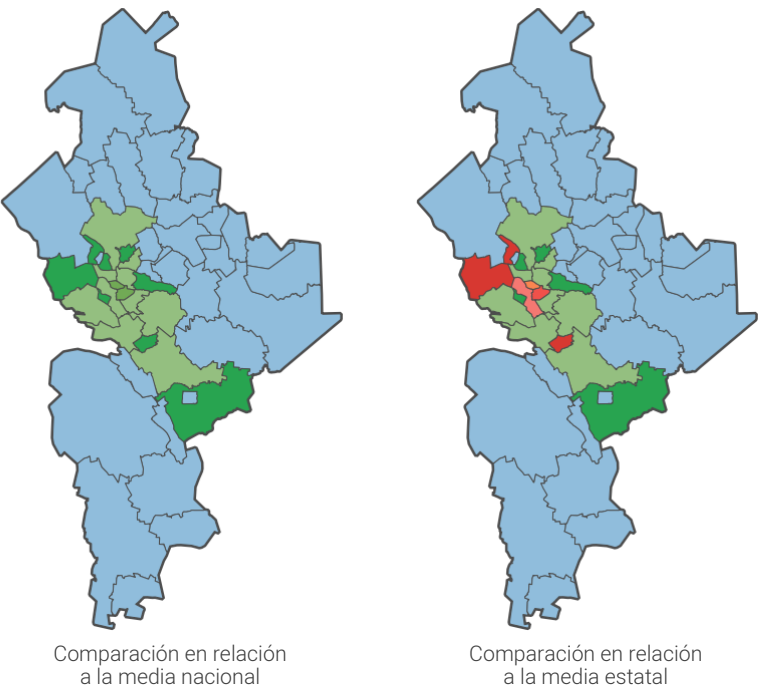 Comparación en relación
a la media nacional
Comparación en relación
a la media estatal